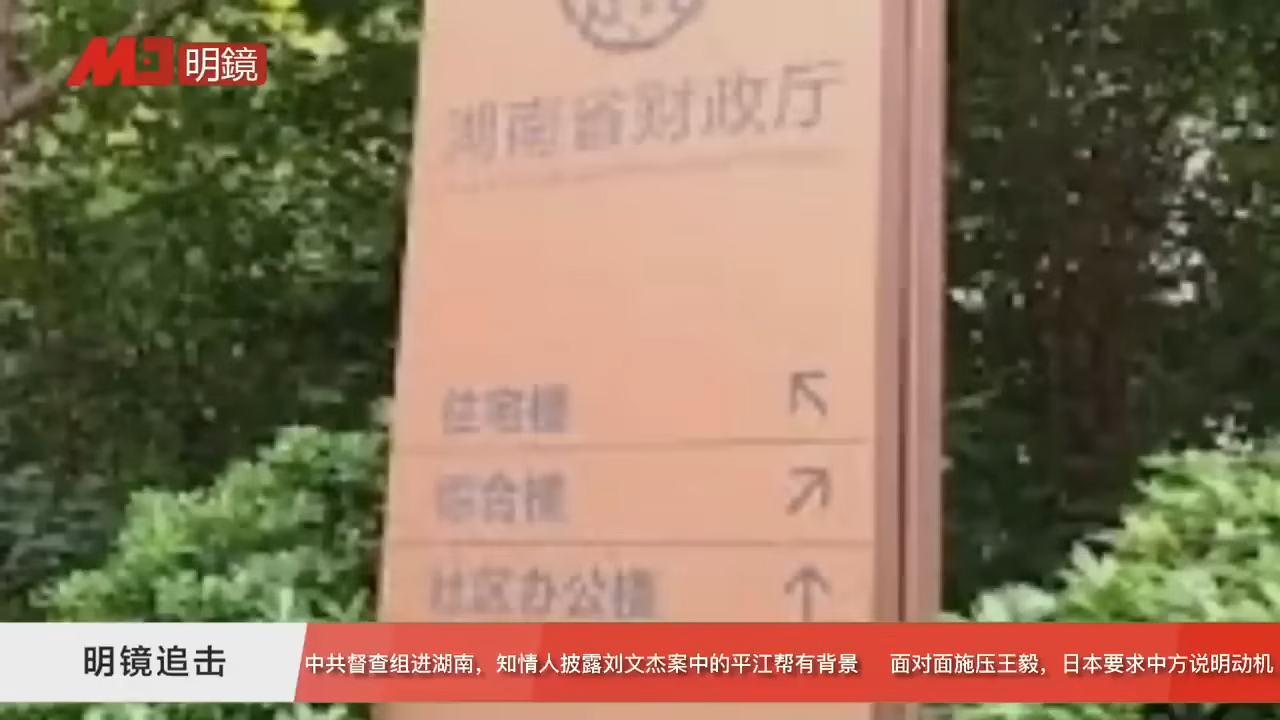 明鏡
湖南省财政厅
住宅楼
综合楼
社区办公楼
明镜追击
中共督查组进湖南，知情人披露刘文杰案中的平江帮有背景
面对面施压王毅，日本要求中方说明动机